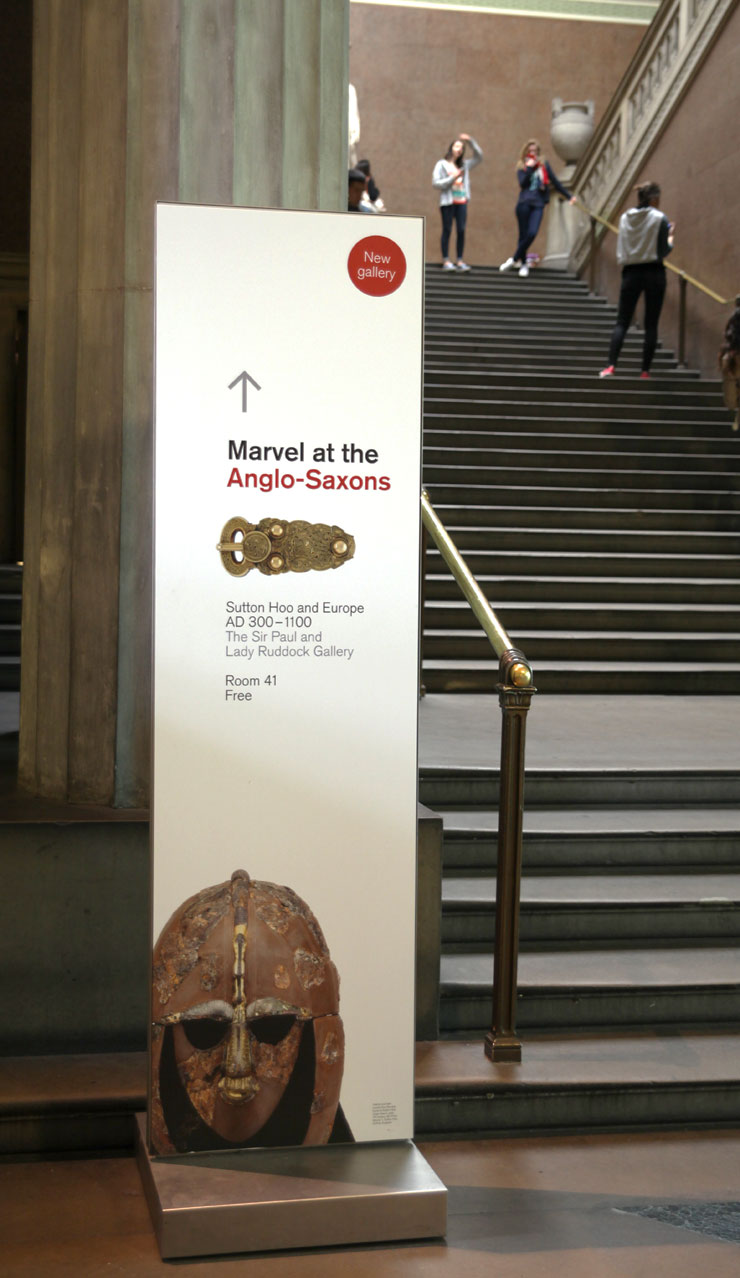 New
gallery
Marvel at the
Anglo-Saxons
Sutton Hoo and Europe
AD 300–1100
The Sir Paul and
Lady Ruddock Gallery
Room 41
Free